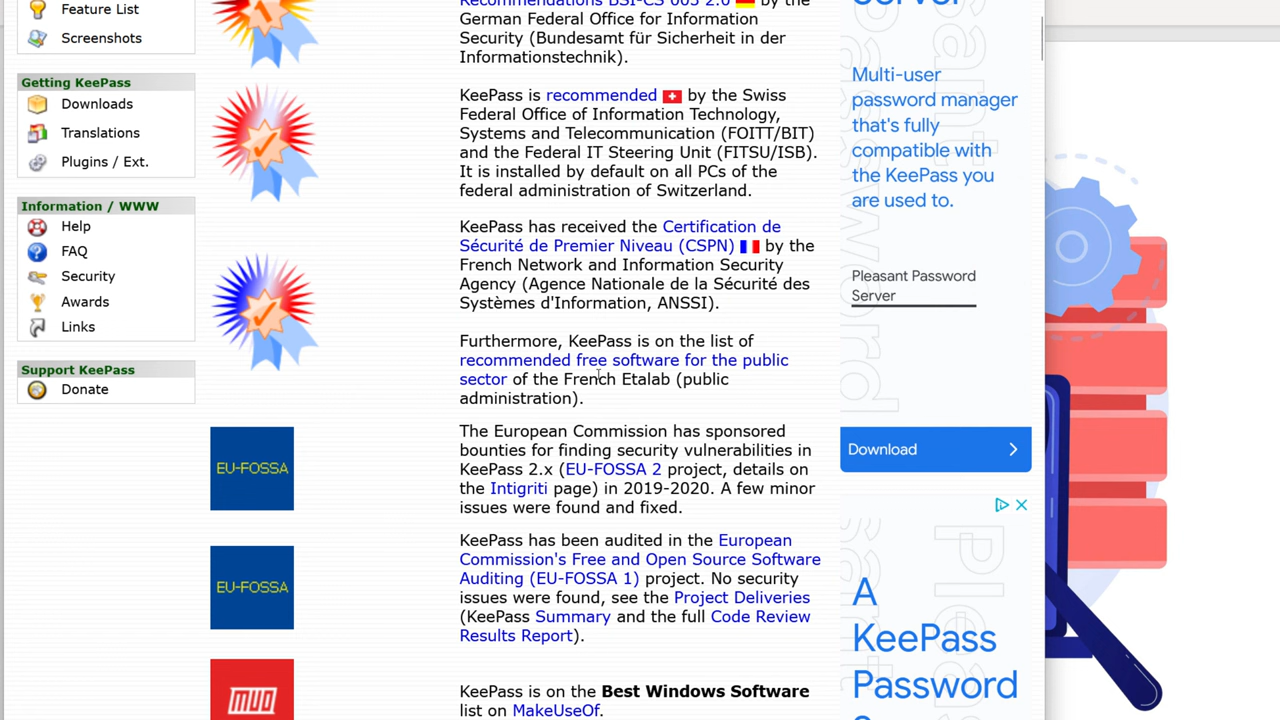 Feature List
Screenshots
Getting KeePass
Downloads
Translations
Plugins / Ext.
Information / WWW
Help
FAQ
Security
Awards
Links
Support KeePass
Donate
Recommendations BSI-CS 003 2.0 by the
German Federal Office for Information
Security (Bundesamt für Sicherheit in der
Informationstechnik).
KeePass is recommended by the Swiss
Federal Office of Information Technology,
Systems and Telecommunication (FOITT/BIT)
and the Federal IT Steering Unit (FITSU/ISB).
It is installed by default on all PCs of the
federal administration of Switzerland.
KeePass has received the Certification de
Sécurité de Premier Niveau (CSPN) by the
French Network and Information Security
Agency (Agence Nationale de la Sécurité des
Systèmes d'Information, ANSSI).
Furthermore, KeePass is on the list of
recommended free software for the public
sector of the French Etalab (public
administration).
EU-FOSSA
The European Commission has sponsored
bounties for finding security vulnerabilities in
KeePass 2.x (EU-FOSSA 2 project, details on
the Intigriti page) in 2019-2020. A few minor
issues were found and fixed.
EU-FOSSA
KeePass has been audited in the European
Commission's Free and Open Source Software
Auditing (EU-FOSSA 1) project. No security
issues were found, see the Project Deliveries
(KeePass Summary and the full Code Review
Results Report).
MUO
KeePass is on the Best Windows Software
list on MakeUseOf.
Server
Multi-user
password manager
that's fully
compatible with
the KeePass you
are used to.
Pleasant Password
Server
Download
A
KeePass
Password